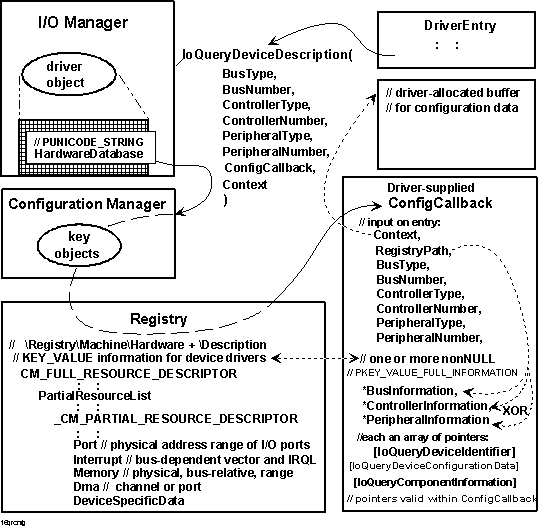 I/O Manager
driver
object
// PUNICODE_STRING
HardwareDatabase
IoQueryDeviceDescription(
BusType,
BusNumber,
ControllerType,
ControllerNumber,
PeripheralType,
PeripheralNumber,
ConfigCallback,
Context
)
DriverEntry
: :
// driver-allocated buffer
// for configuration data
Configuration Manager
key
objects
Driver-supplied
ConfigCallback
// input on entry:
Context,
RegistryPath,
BusType,
BusNumber,
ControllerType,
ControllerNumber,
PeripheralType,
PeripheralNumber,
// one or more nonNULL
// PKEY_VALUE_FULL_INFORMATION
*BusInformation,
*ControllerInformation,
XOR
*PeripheralInformation
//each an array of pointers:
[IoQueryDeviceIdentifier]
[IoQueryDeviceConfigurationData]
[IoQueryComponentInformation]
// pointers valid within ConfigCallback
Registry
// \Registry\Machine\Hardware + \Description
// KEY_VALUE information for device drivers
CM_FULL_RESOURCE_DESCRIPTOR
PartialResourceList
_CM_PARTIAL_RESOURCE_DESCRIPTOR
Port // physical address range of I/O ports
Interrupt // bus-dependent vector and IRQL
Memory // physical, bus-relative, range
Dma // channel or port
DeviceSpecificData